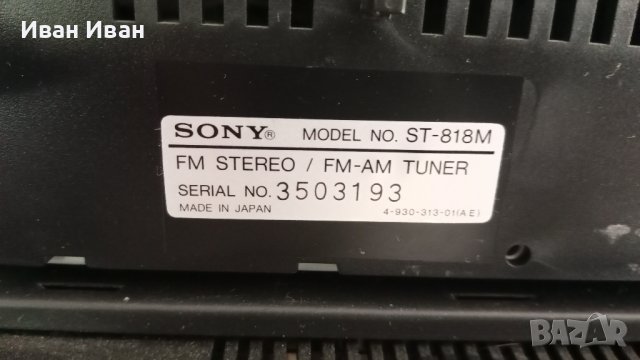 Иван Иван
SONY® MODEL NO. ST-818M
FM STEREO / FM-AM TUNER
SERIAL NO. 3503193
MADE IN JAPAN 4-930-313-01(AE)
BAZAR